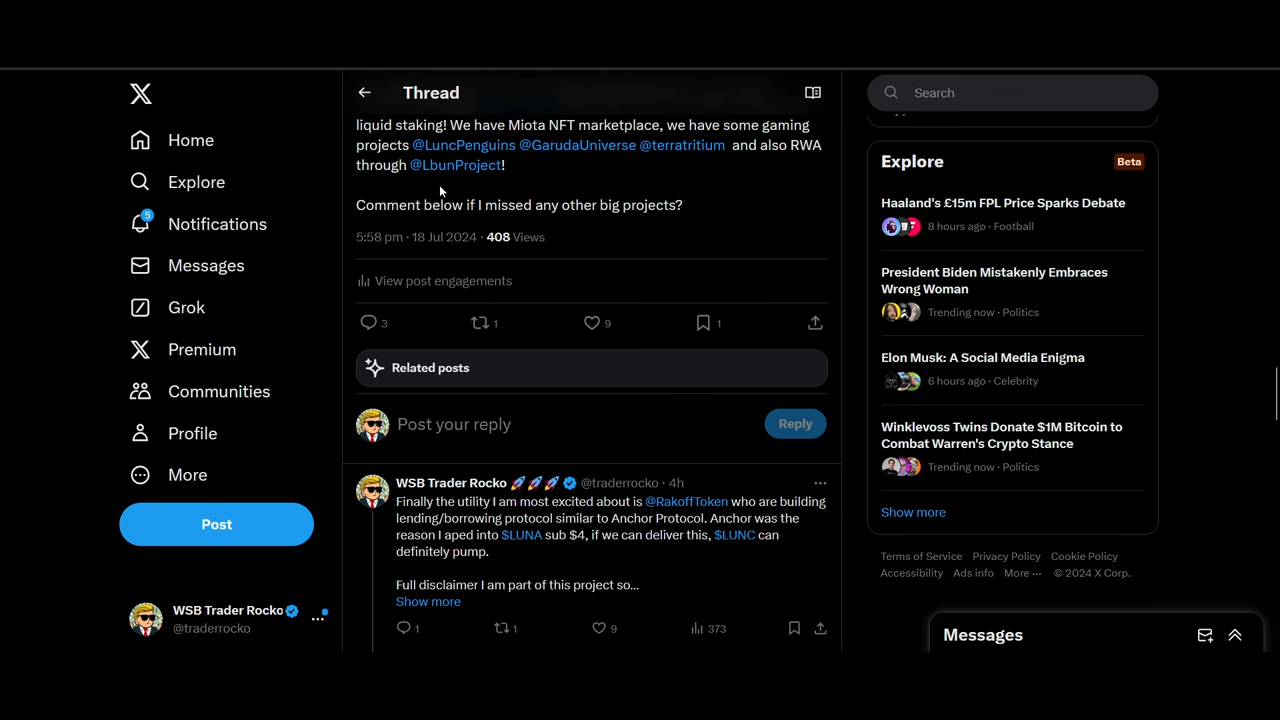 Home
Explore
5
Notifications
Messages
Grok
Premium
Communities
Profile
More
Post
WSB Trader Rocko
@traderrocko
Thread
liquid staking! We have Miota NFT marketplace, we have some gaming
projects @LuncPenguins @GarudaUniverse @terratritium and also RWA
through @LbunProject!
Comment below if I missed any other big projects?
5:58 pm · 18 Jul 2024 · 408 Views
View post engagements
3
1
9
1
Related posts
Post your reply
Reply
WSB Trader Rocko 🚀🚀🚀 @traderrocko · 4h
Finally the utility I am most excited about is @RakoffToken who are building
lending/borrowing protocol similar to Anchor Protocol. Anchor was the
reason I aped into $LUNA sub $4, if we can deliver this, $LUNC can
definitely pump.
Full disclaimer I am part of this project so...
Show more
1
1
9
373
Search
Explore
Beta
Haaland's £15m FPL Price Sparks Debate
8 hours ago · Football
President Biden Mistakenly Embraces
Wrong Woman
Trending now · Politics
Elon Musk: A Social Media Enigma
6 hours ago · Celebrity
Winklevoss Twins Donate $1M Bitcoin to
Combat Warren's Crypto Stance
Trending now · Politics
Show more
Terms of Service Privacy Policy Cookie Policy
Accessibility Ads info More ··· © 2024 X Corp.
Messages